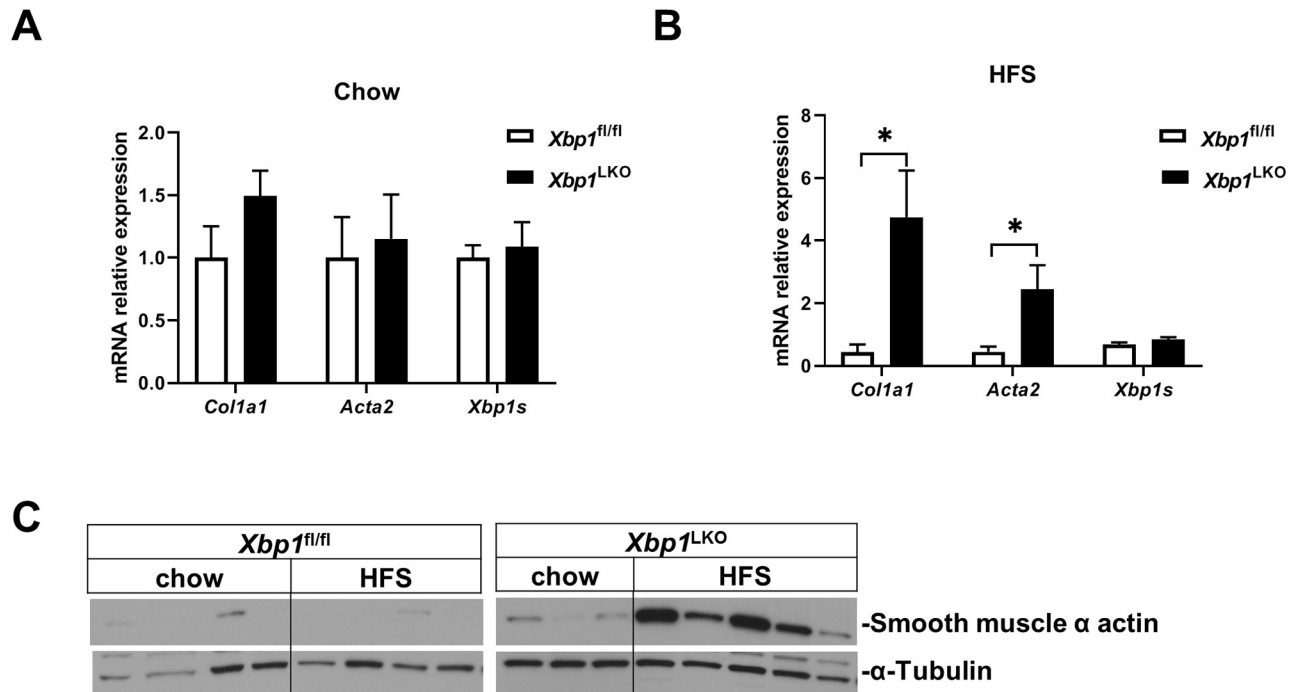 A
Chow
mRNA relative expression
2.0
1.5
1.0
0.5
0.0
Xbp1fl/fl
Xbp1LKO
Col1a1 Acta2 Xbp1s
B
HFS
mRNA relative expression
8
6
4
2
0
* *
Xbp1fl/fl
Xbp1LKO
Col1a1 Acta2 Xbp1s
C
Xbp1fl/fl Xbp1LKO
chow HFS chow HFS
-Smooth muscle α actin
-α-Tubulin